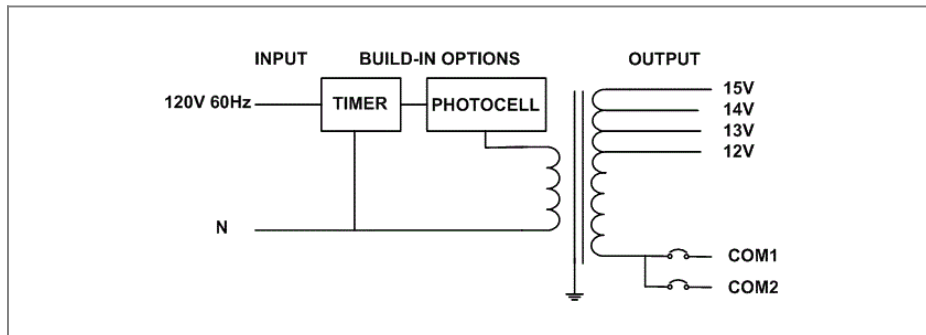 INPUT
BUILD-IN OPTIONS
OUTPUT
120V 60Hz
TIMER
PHOTOCELL
15V
14V
13V
12V
N
COM1
COM2